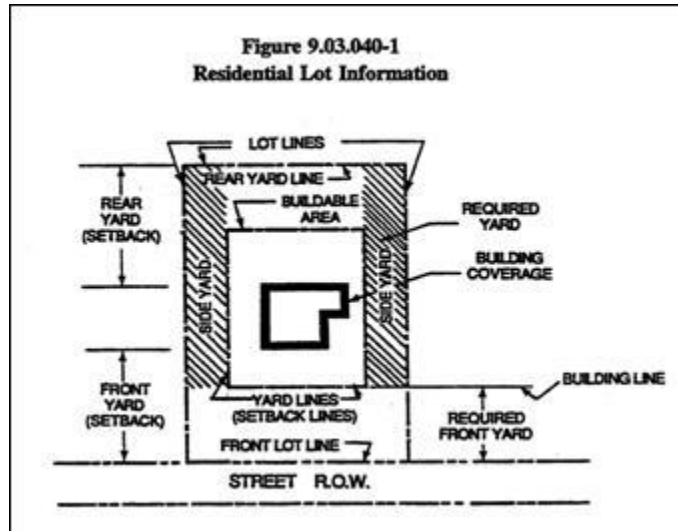 Figure 9.03.040-1
Residential Lot Information
LOT LINES
REAR YARD LINE
BUILDABLE
AREA
REAR
YARD
(SETBACK)
REQUIRED
YARD
BUILDING
COVERAGE
SIDE YARD
SIDE YARD
FRONT
YARD
(SETBACK)
YARD LINES
(SETBACK LINES)
BUILDING LINE
REQUIRED
FRONT YARD
FRONT LOT LINE
STREET R.O.W.